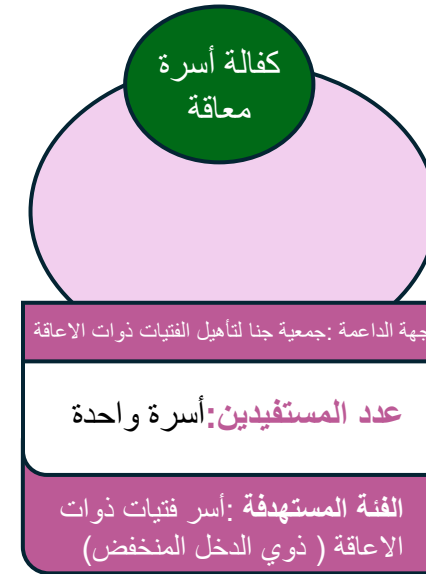 كفالة أسرة
معاقة
جهة الداعمة :جمعية جنا لتأهيل الفتيات ذوات الاعاقة
عدد المستفيدين:أسرة واحدة
الفئة المستهدفة :أسر فتيات ذوات
الاعاقة ( ذوي الدخل المنخفض)